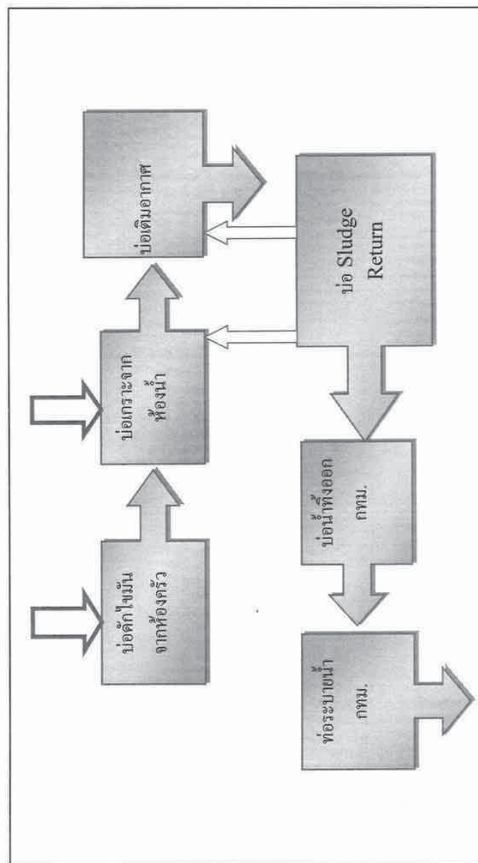 บ่อดักไขมัน
จากห้องครัว
บ่อเกราะจาก
ห้องน้ำ
บ่อเติมอากาศ
บ่อ Sludge
Return
บ่อน้ำทิ้งออก
กทม.
ท่อระบายน้ำ
กทม.